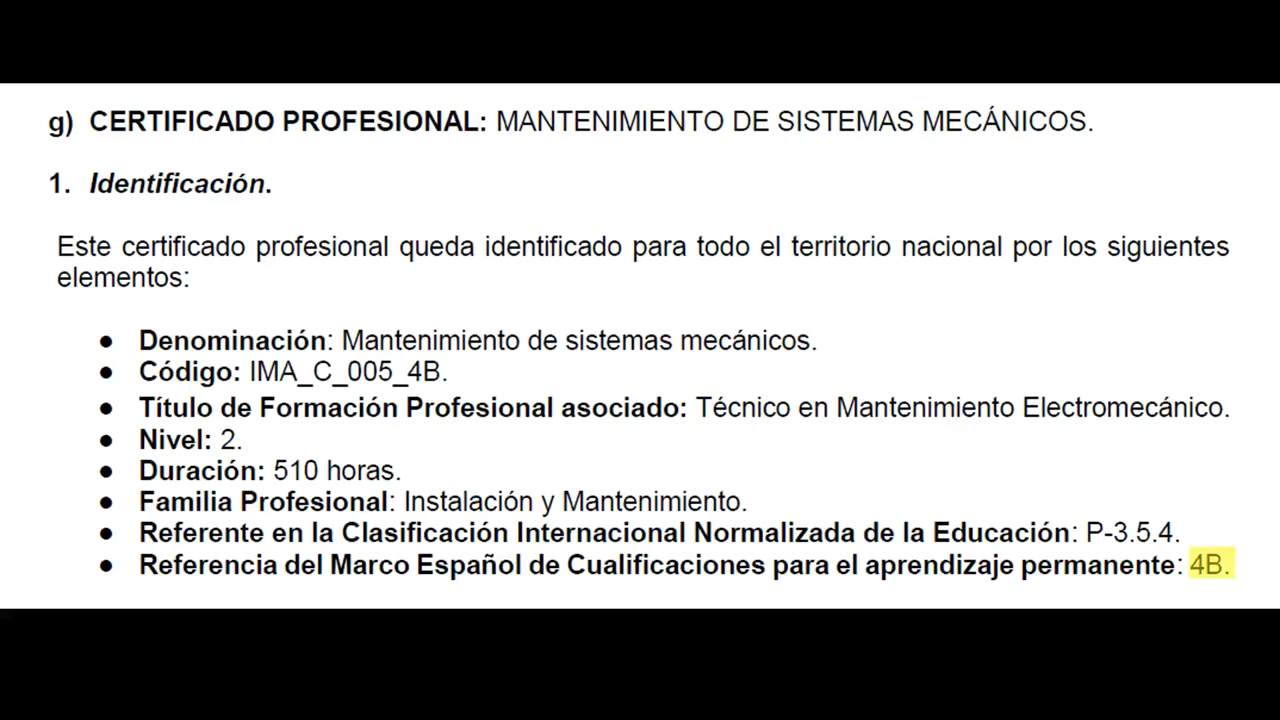 g) CERTIFICADO PROFESIONAL: MANTENIMIENTO DE SISTEMAS MECÁNICOS.
1. Identificación.
Este certificado profesional queda identificado para todo el territorio nacional por los siguientes
elementos:
● Denominación: Mantenimiento de sistemas mecánicos.
● Código: IMA_C_005_4B.
● Título de Formación Profesional asociado: Técnico en Mantenimiento Electromecánico.
● Nivel: 2.
● Duración: 510 horas.
● Familia Profesional: Instalación y Mantenimiento.
● Referente en la Clasificación Internacional Normalizada de la Educación: P-3.5.4.
● Referencia del Marco Español de Cualificaciones para el aprendizaje permanente: 4B.